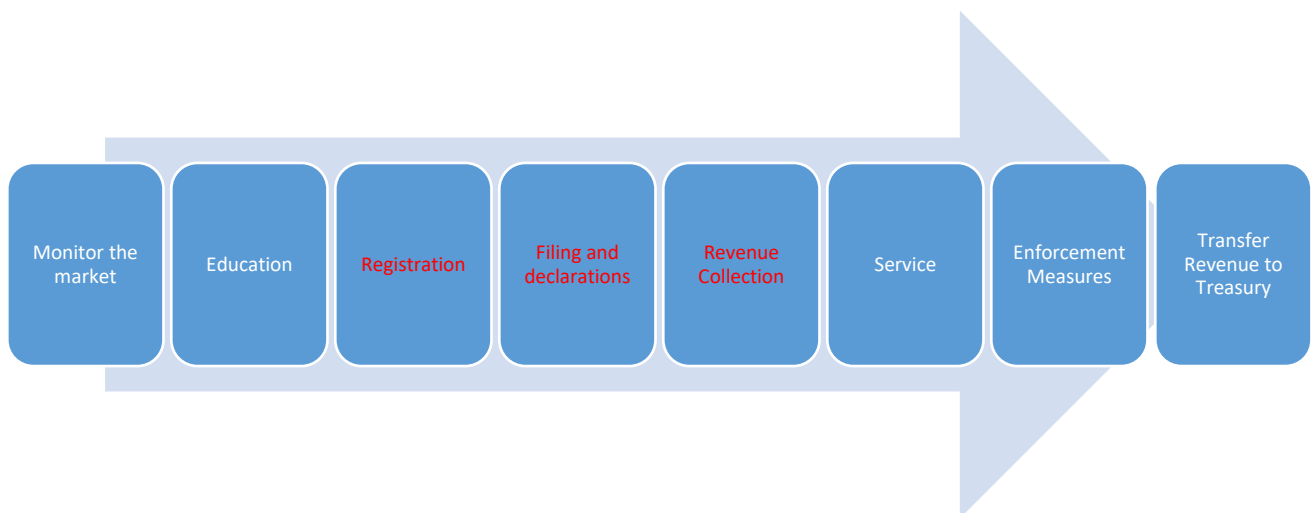 Monitor the
market
Education
Registration
Filing and
declarations
Revenue
Collection
Service
Enforcement
Measures
Transfer
Revenue to
Treasury